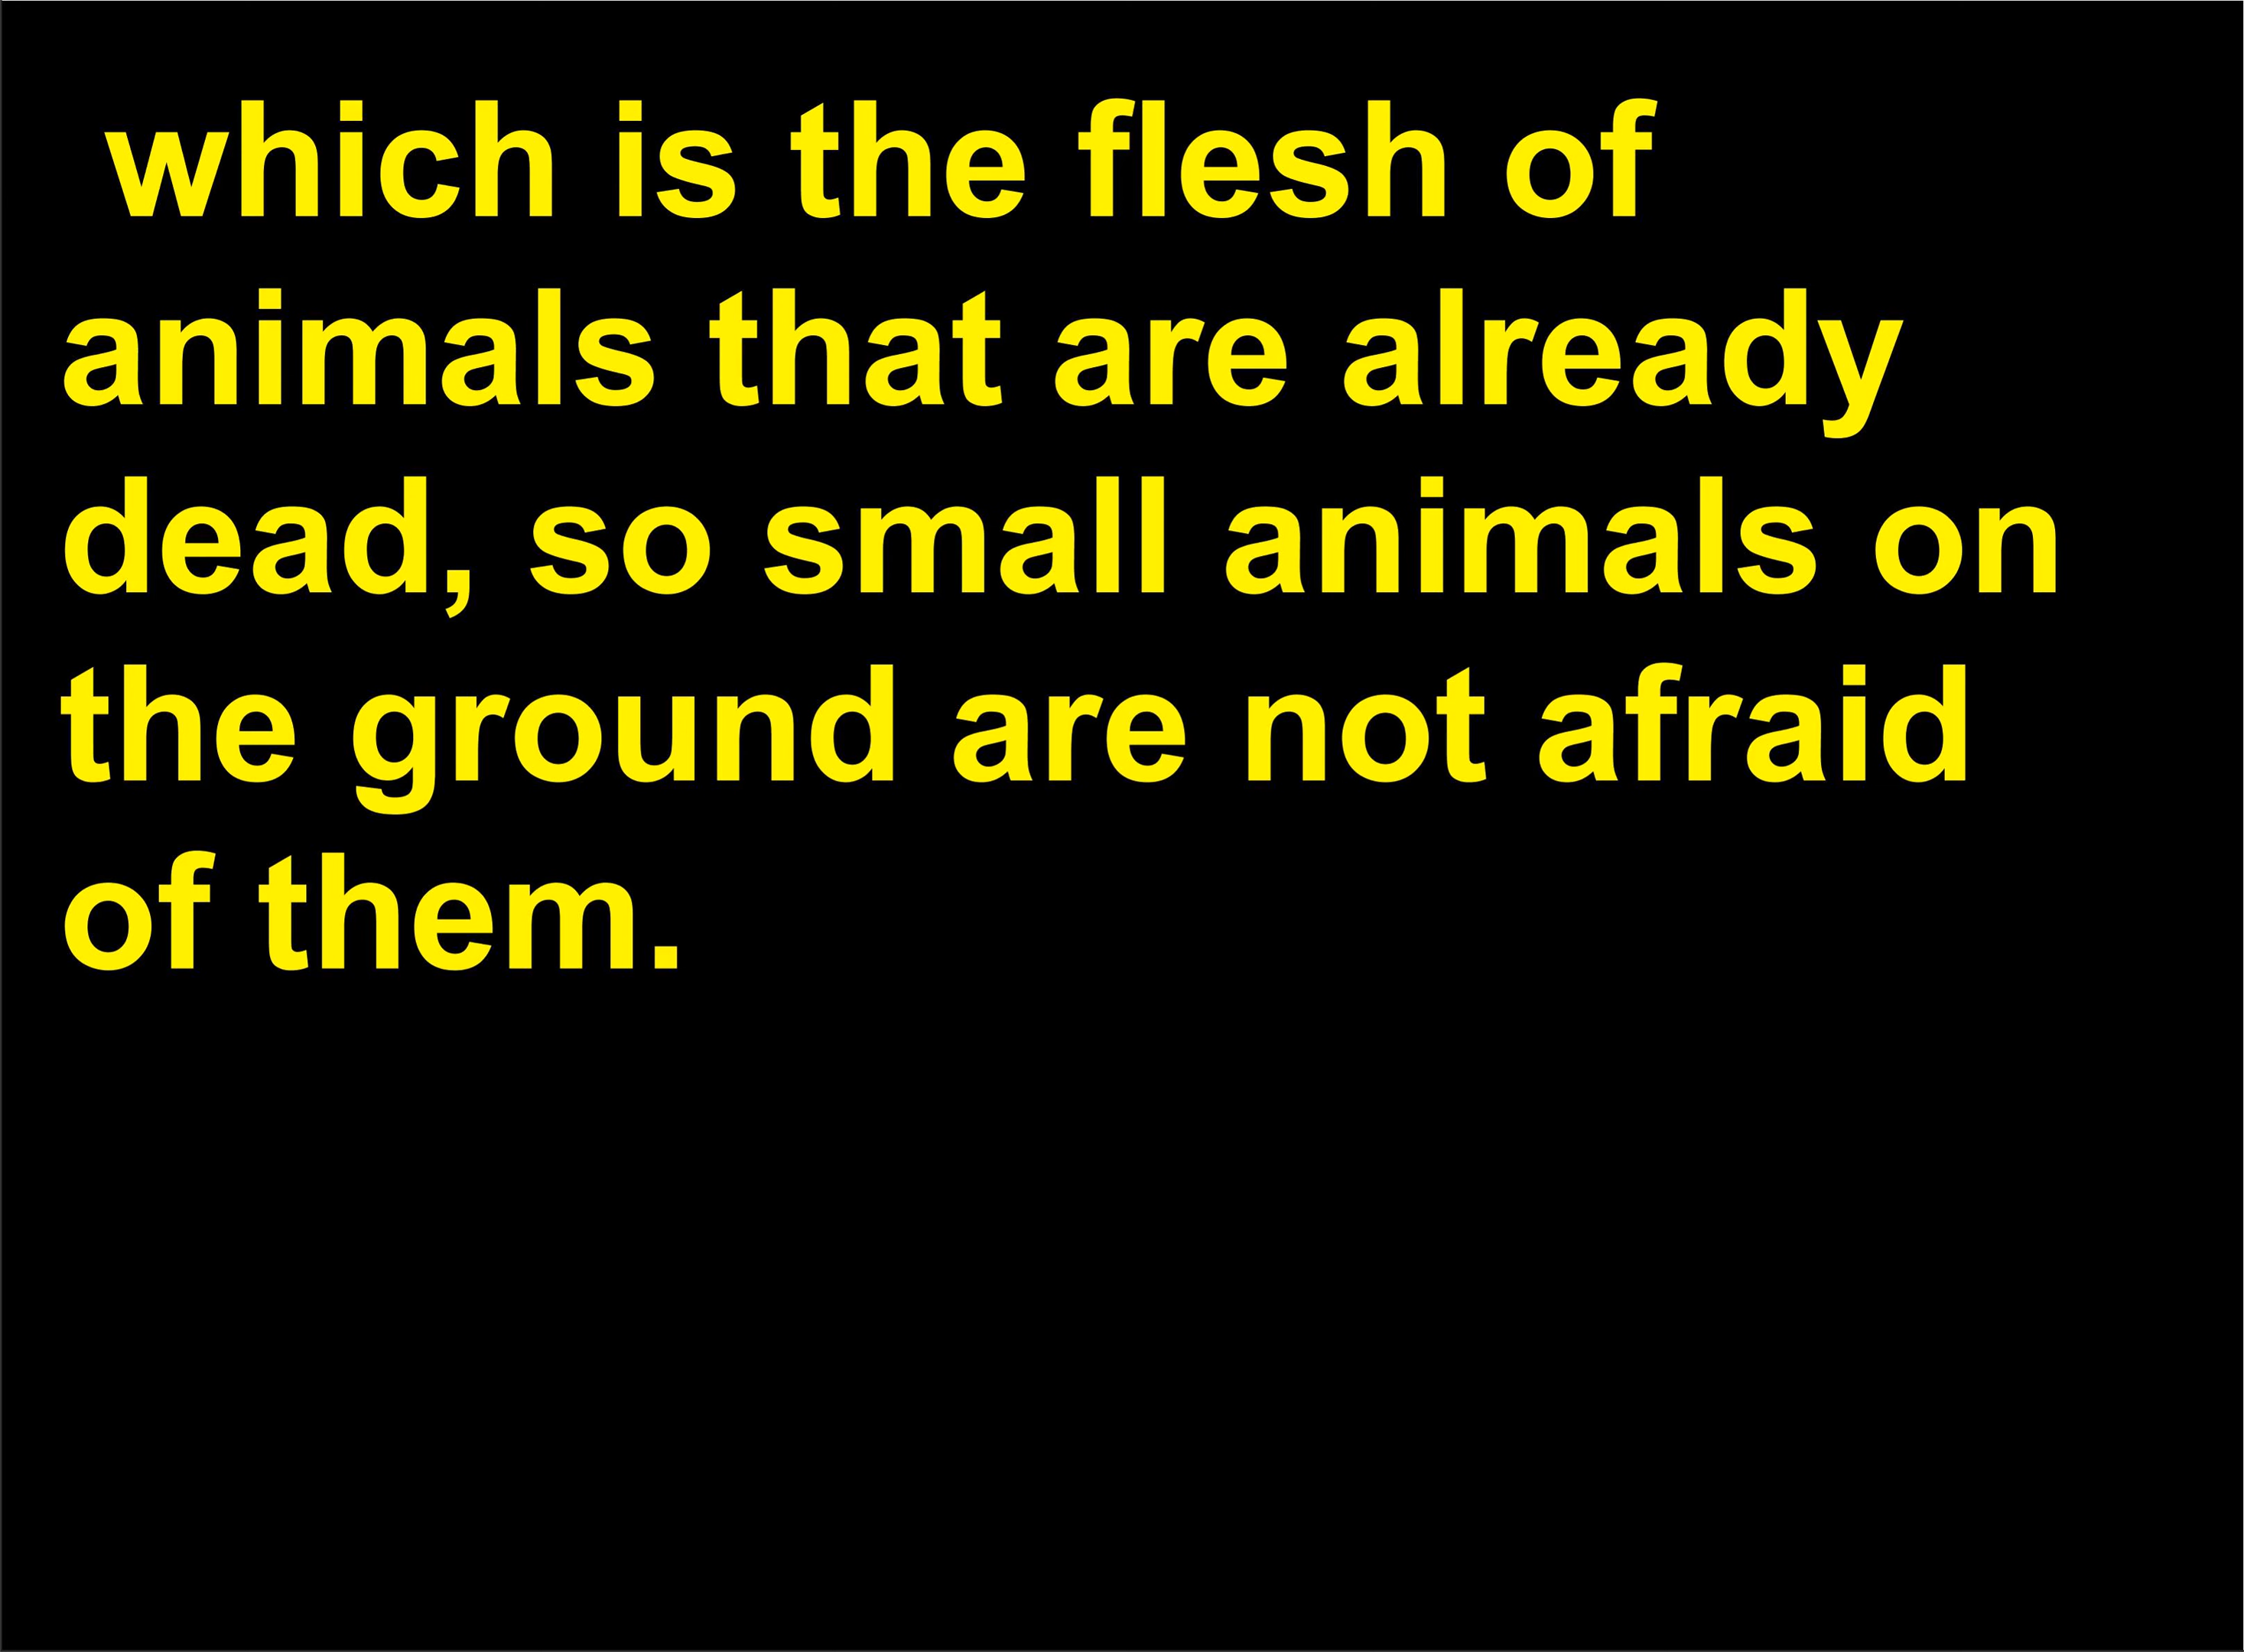 which is the flesh of
animals that are already
dead, so small animals on
the ground are not afraid
of them.